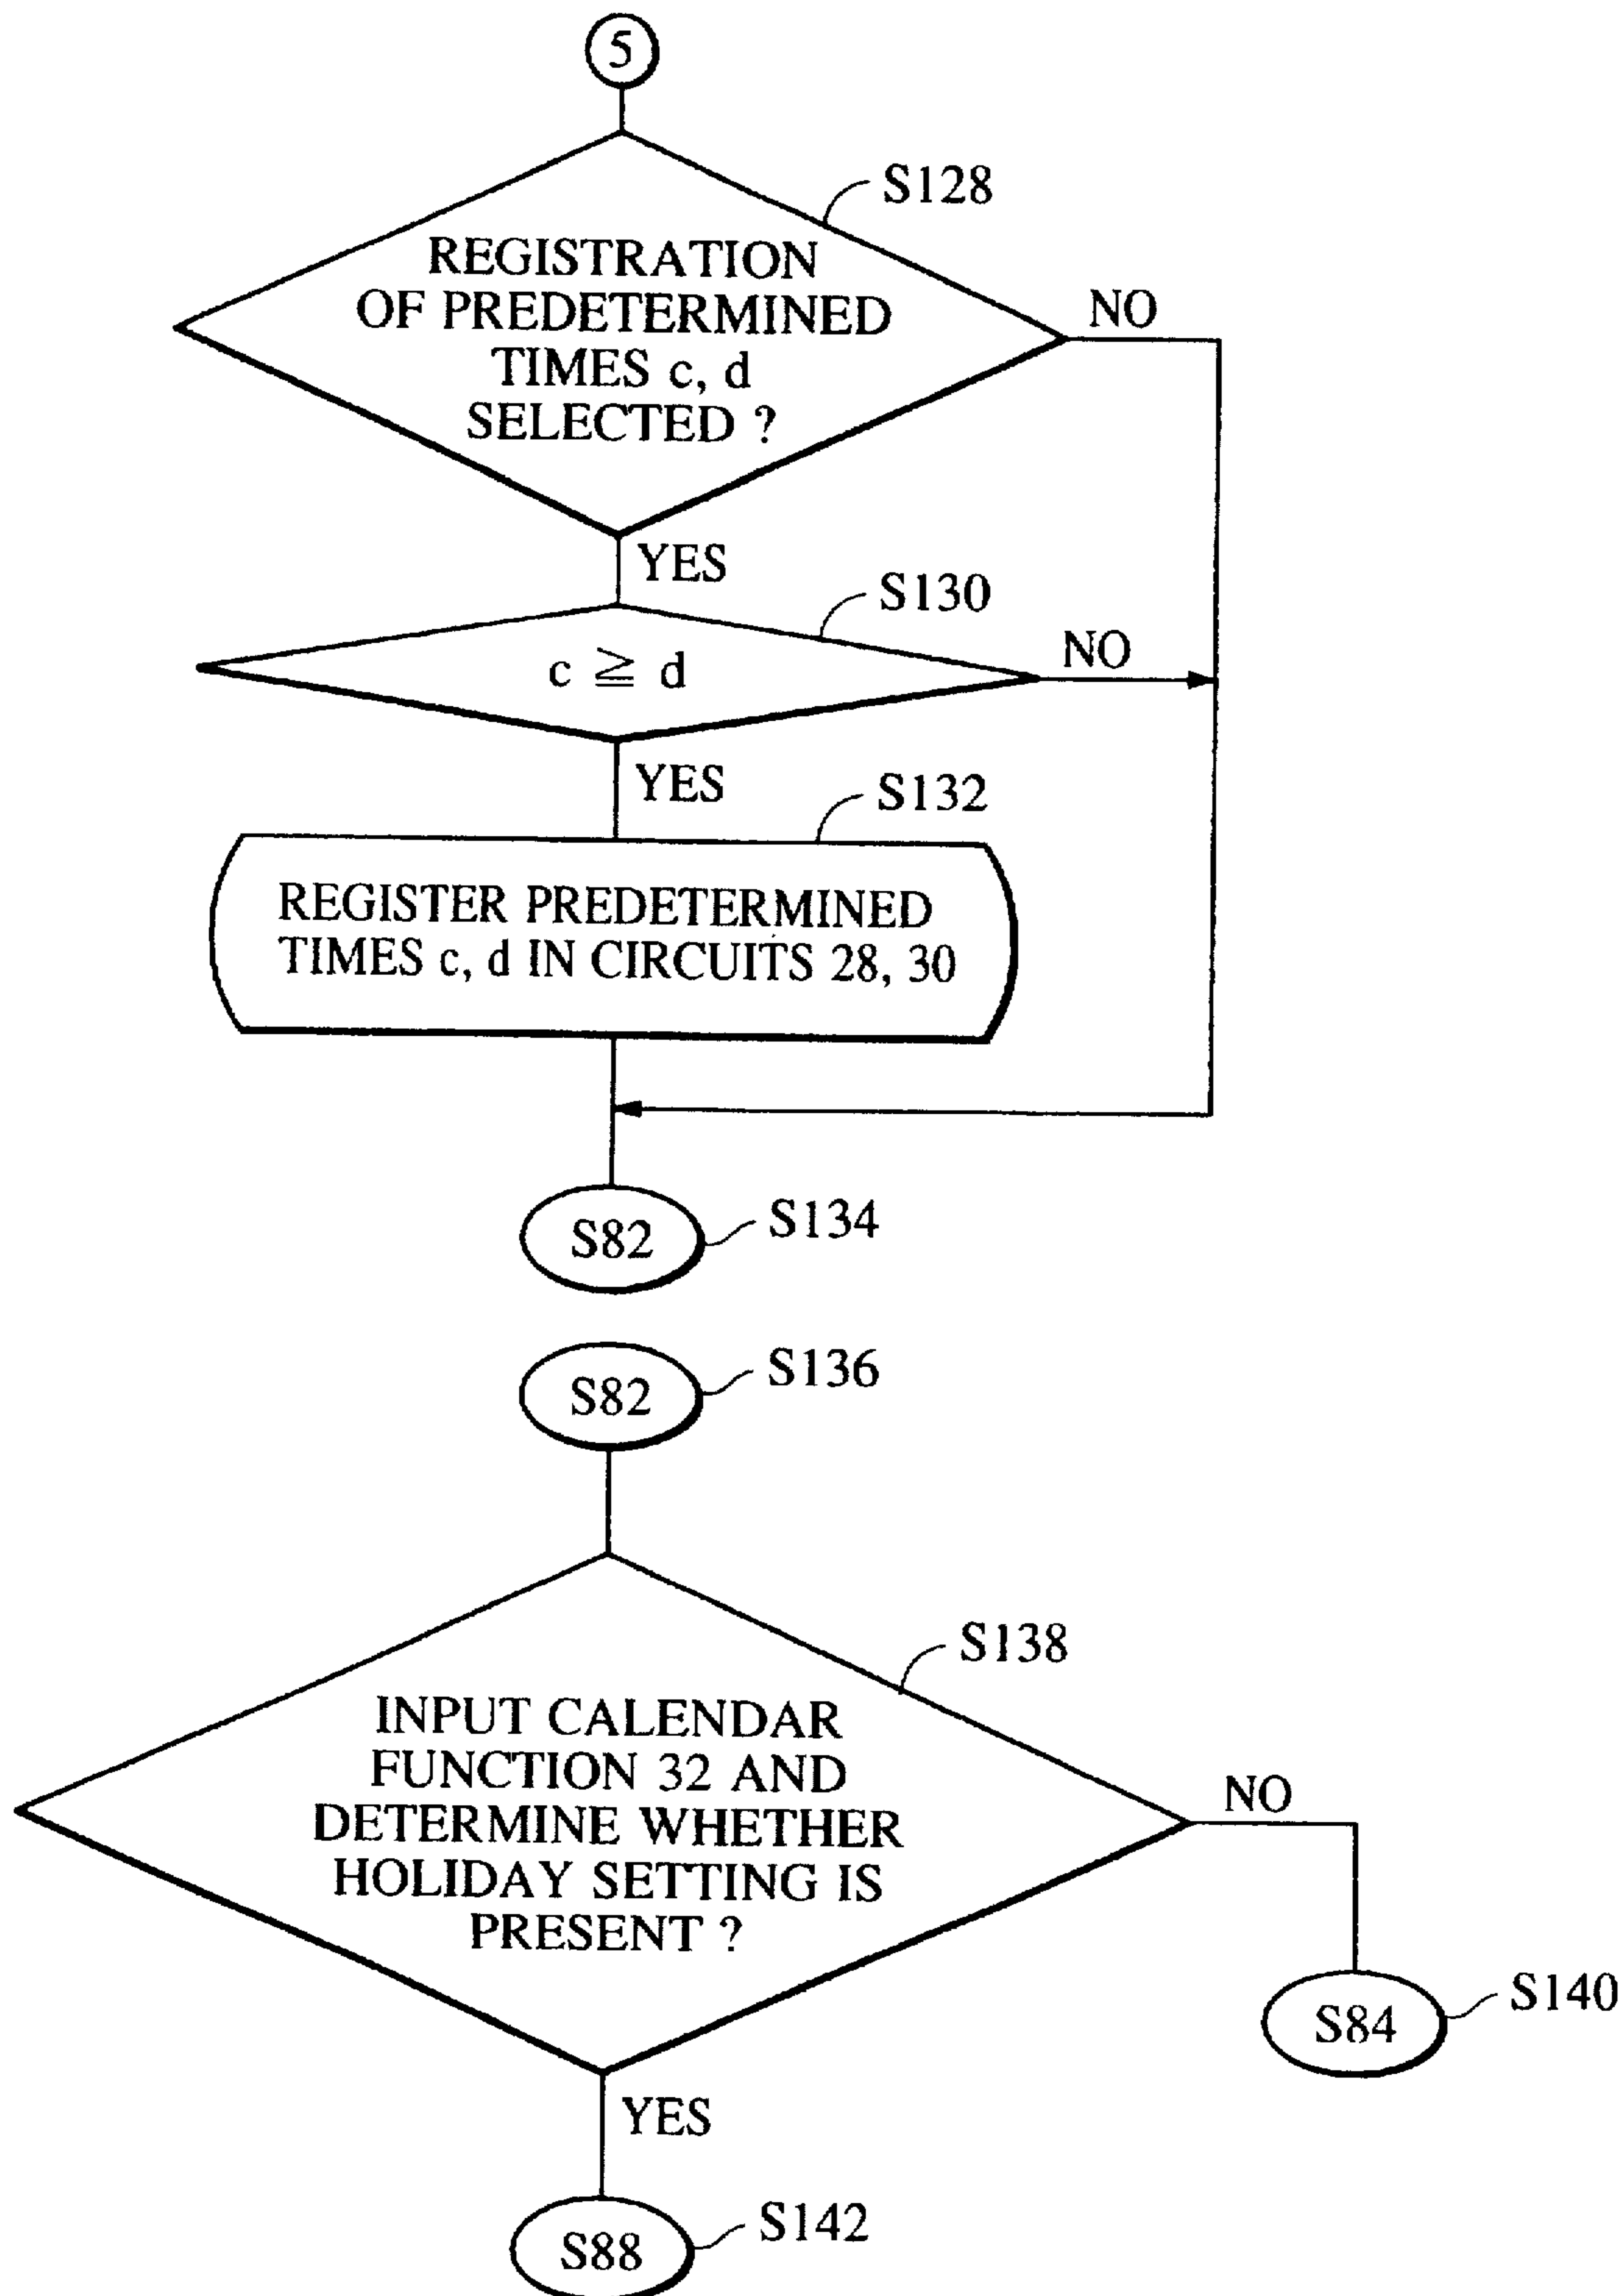 5
S128
REGISTRATION
OF PREDETERMINED
TIMES c, d
SELECTED ?
NO
YES
S130
c ≧ d
NO
YES
S132
REGISTER PREDETERMINED
TIMES c, d IN CIRCUITS 28, 30
S82
S134
S82
S136
S138
INPUT CALENDAR
FUNCTION 32 AND
DETERMINE WHETHER
HOLIDAY SETTING IS
PRESENT ?
NO
S84
S140
YES
S88
S142